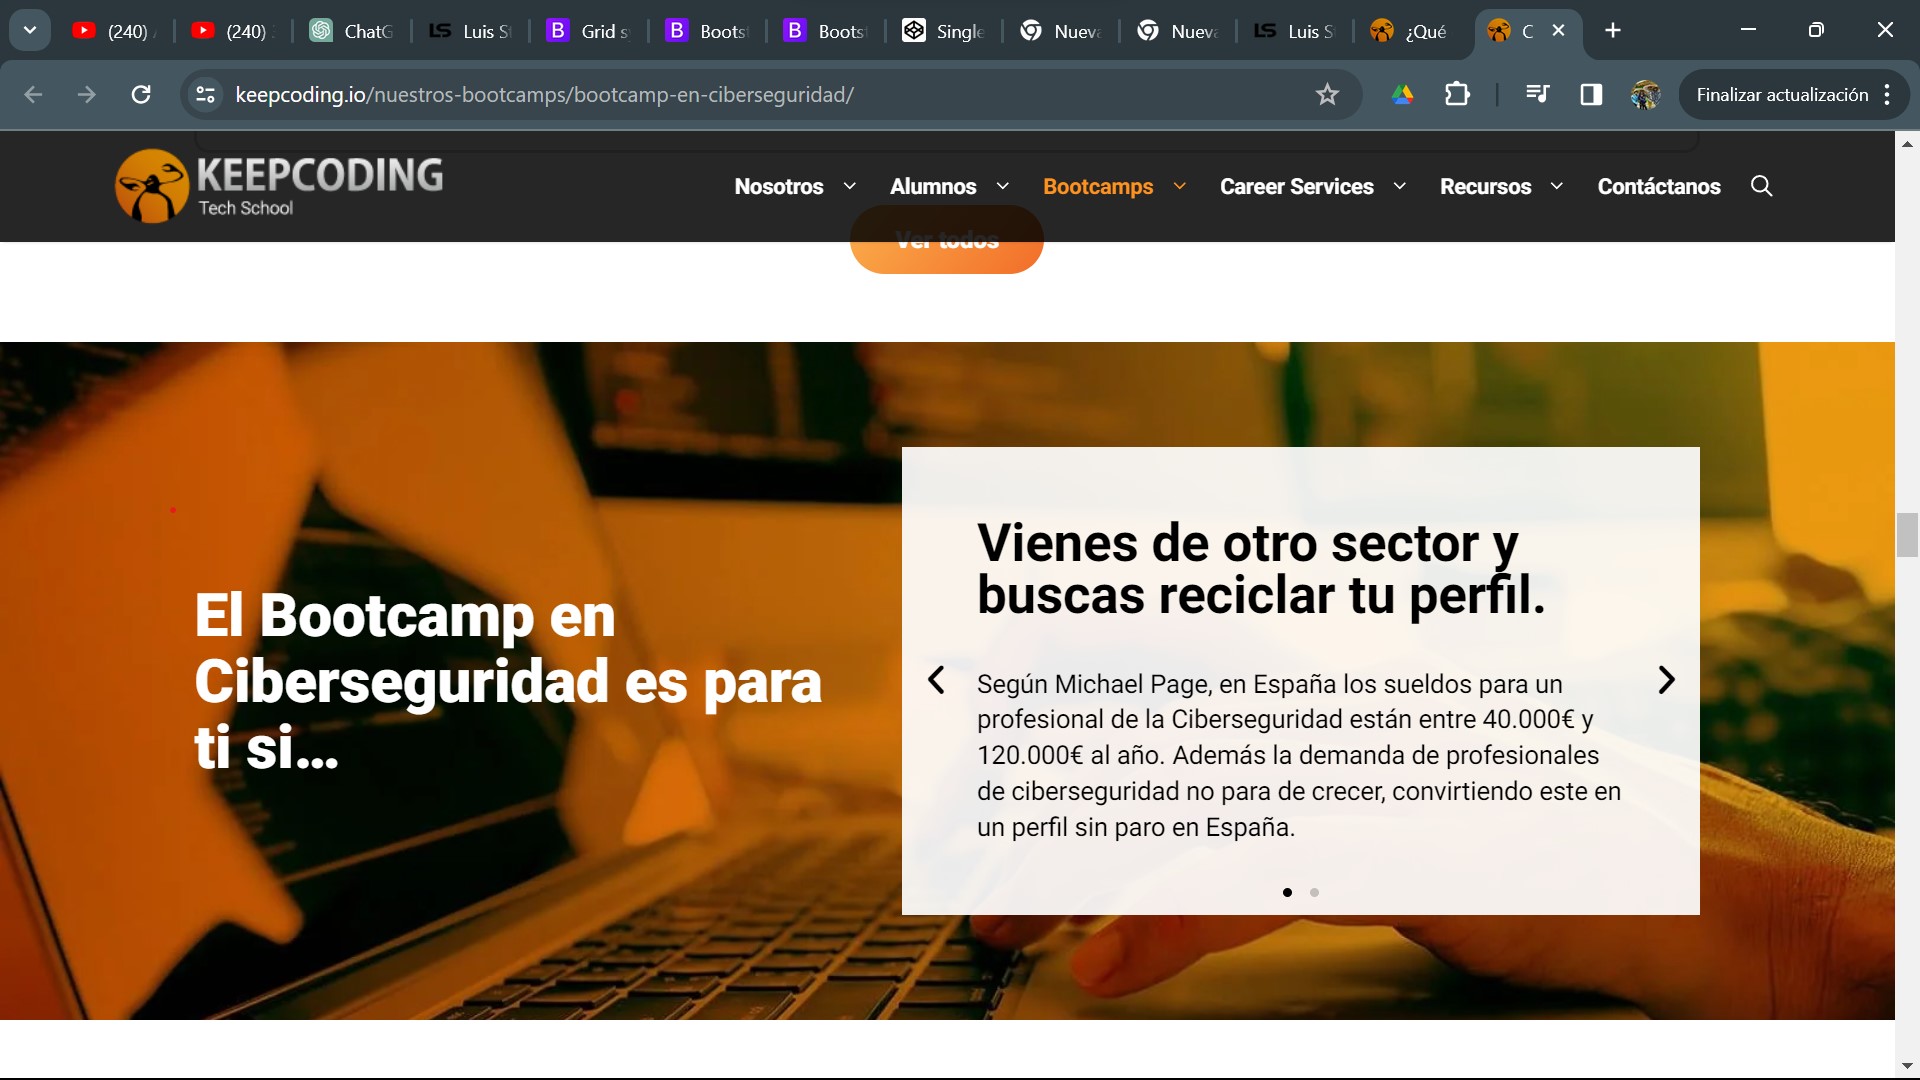 (240)
(240)
ChatG
LS Luis S
B Grid s
B Boots
B Boots
Single
Nueva
Nueva
LS Luis S
¿Qué
C
keepcoding.io/nuestros-bootcamps/bootcamp-en-ciberseguridad/
Finalizar actualización
KEEPCODING
Tech School
Nosotros
Alumnos
Bootcamps
Career Services
Recursos
Contáctanos
Ver todos
El Bootcamp en
Ciberseguridad es para
ti si...
Vienes de otro sector y
buscas reciclar tu perfil.
Según Michael Page, en España los sueldos para un
profesional de la Ciberseguridad están entre 40.000€ y
120.000€ al año. Además la demanda de profesionales
de ciberseguridad no para de crecer, convirtiendo este en
un perfil sin paro en España.